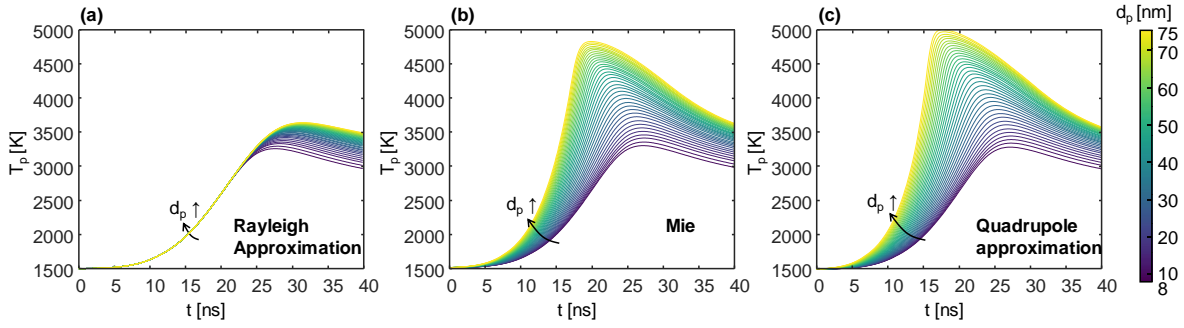 (a)
5000
4500
4000
3500
3000
2500
2000
1500
T_p [K]
0 5 10 15 20 25 30 35 40
t [ns]
d_p ↑
Rayleigh
Approximation
(b)
5000
4500
4000
3500
3000
2500
2000
1500
T_p [K]
0 5 10 15 20 25 30 35 40
t [ns]
d_p ↑
Mie
(c)
5000
4500
4000
3500
3000
2500
2000
1500
T_p [K]
0 5 10 15 20 25 30 35 40
t [ns]
d_p ↑
Quadrupole
approximation
d_p [nm]
75
70
60
50
40
30
20
10
8